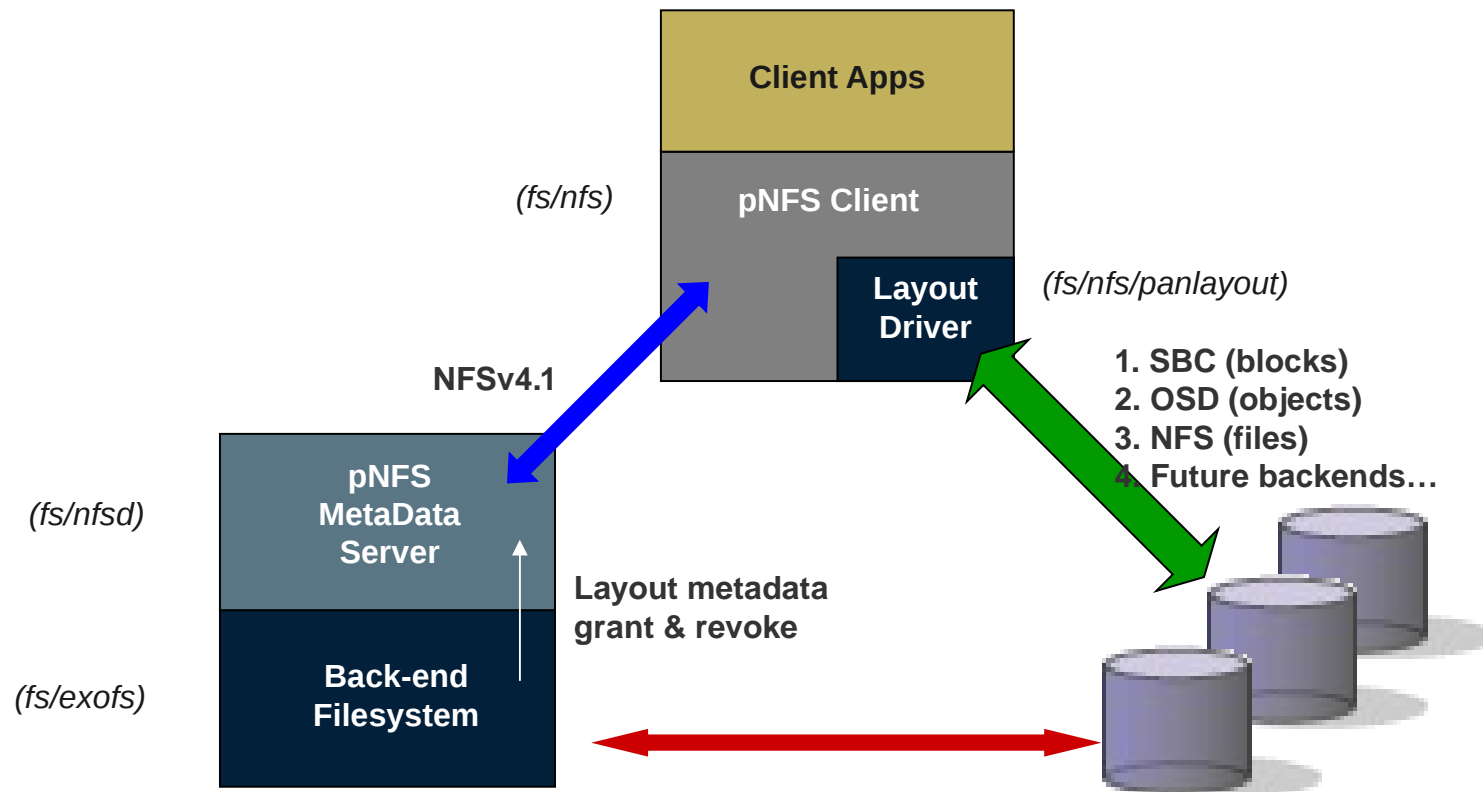 Client Apps
(fs/nfs)
pNFS Client
Layout
Driver
(fs/nfs/panlayout)
NFSv4.1
1. SBC (blocks)
2. OSD (objects)
3. NFS (files)
4. Future backends…
(fs/nfsd)
pNFS
MetaData
Server
Layout metadata
grant & revoke
(fs/exofs)
Back-end
Filesystem